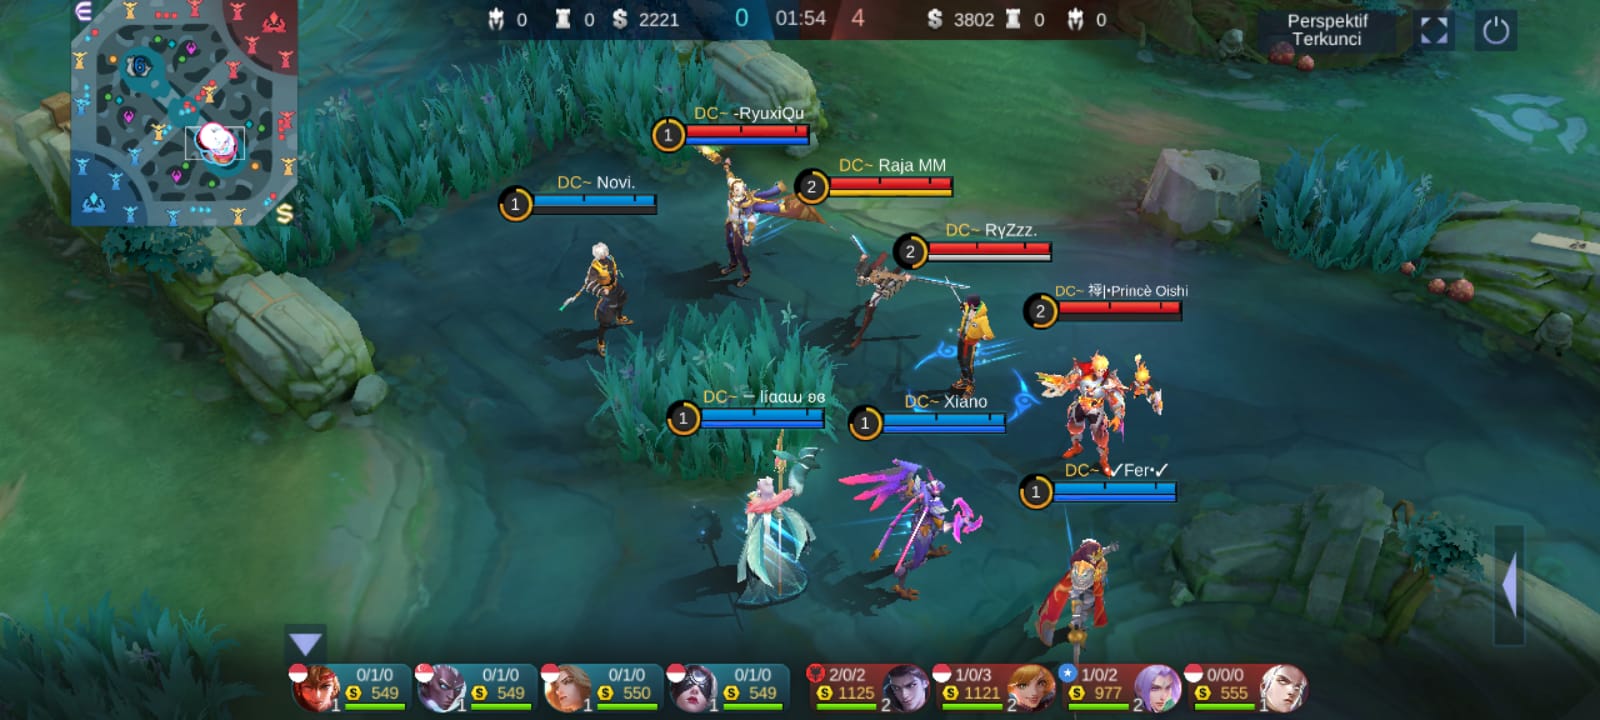 0 0 2221 0 01:54 4 3802 0 0
Perspektif
Terkunci
DC~ -RyuxiQu
1
DC~ Raja MM
2
DC~ Novi.
1
DC~ RyZzz.
2
DC~ 禪|•Princè Oishi
2
DC~ 一 líɑɑɯ ʚɞ
1
DC~ Xiano
1
DC~ ✓Fer•✓
1
0/1/0 0/1/0 0/1/0 0/1/0 2/0/2 1/0/3 1/0/2 0/0/0
549 549 550 549 1125 1121 977 555
1 1 1 1 2 2 2 1